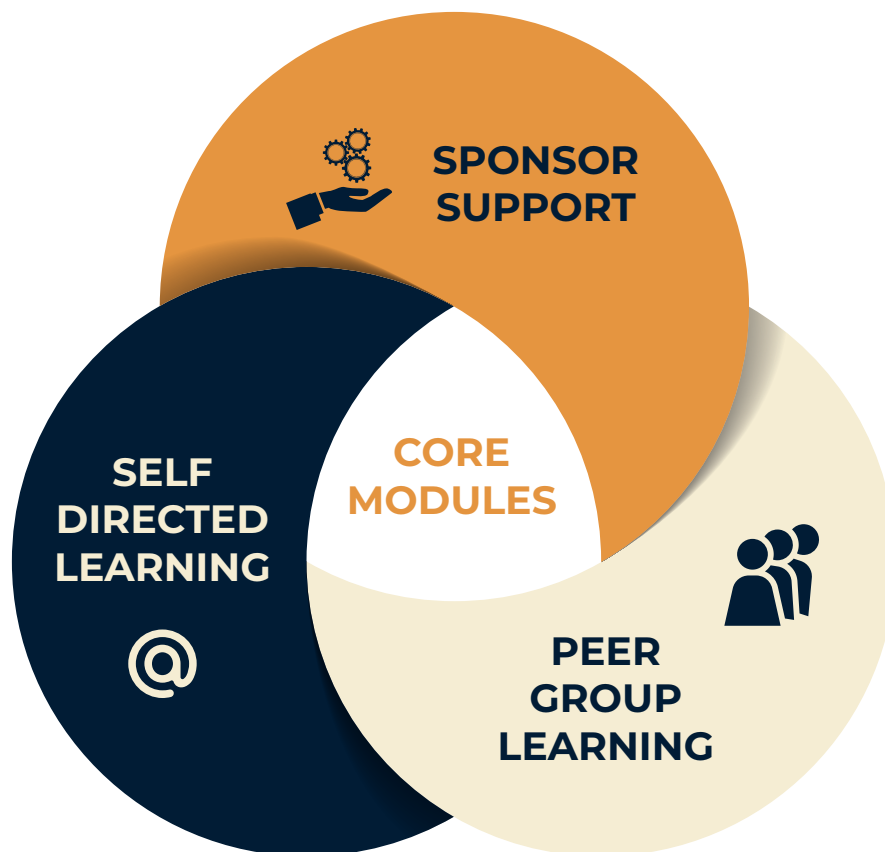 SPONSOR
SUPPORT
CORE
MODULES
SELF
DIRECTED
LEARNING
PEER
GROUP
LEARNING